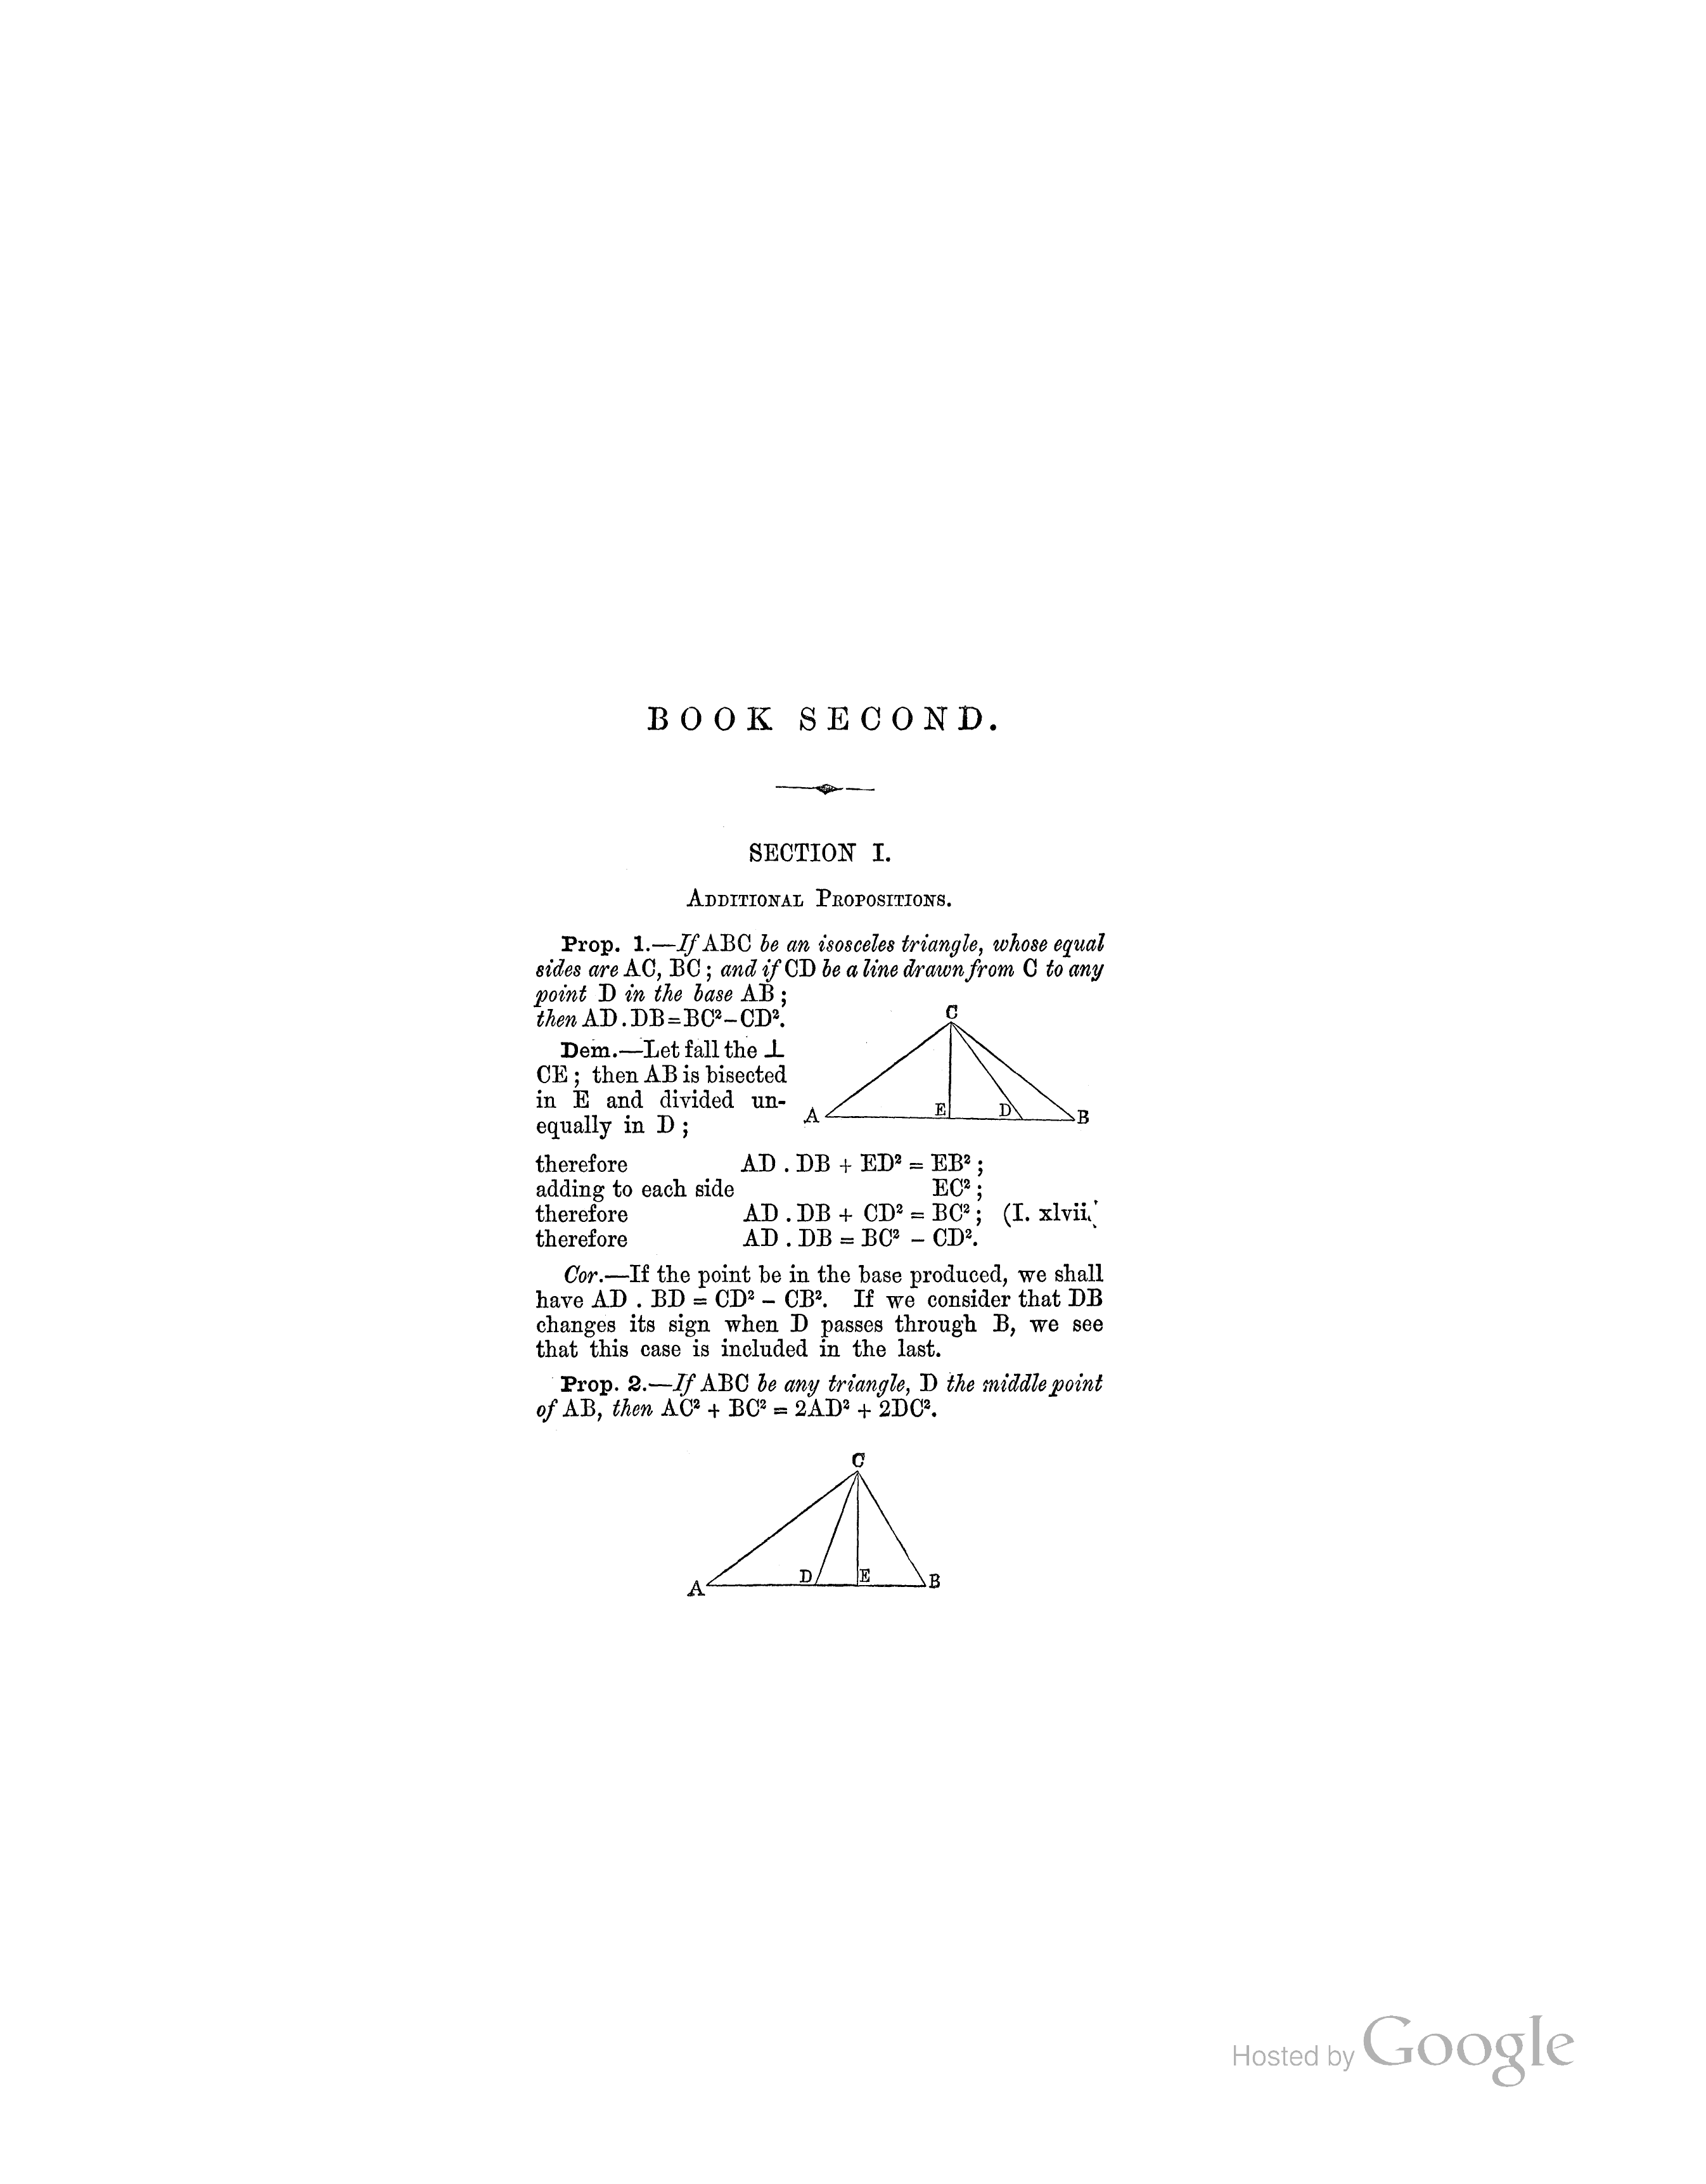 BOOK SECOND.
SECTION I.
ADDITIONAL PROPOSITIONS.
Prop. 1.—If ABC be an isosceles triangle, whose equal
sides are AC, BC ; and if CD be a line drawn from C to any
point D in the base AB ;
then AD . DB = BC² – CD².
Dem.—Let fall the ⊥
CE ; then AB is bisected
in E and divided un-
equally in D ;
C
A
E
D
B
therefore AD . DB + ED² = EB² ;
adding to each side EC² ;
therefore AD . DB + CD² = BC² ; (I. xlvii.)
therefore AD . DB = BC² – CD².
Cor.—If the point be in the base produced, we shall
have AD . BD = CD² – CB². If we consider that DB
changes its sign when D passes through B, we see
that this case is included in the last.
Prop. 2.—If ABC be any triangle, D the middle point
of AB, then AC² + BC² = 2AD² + 2DC².
C
A
D
E
B
Hosted by Google